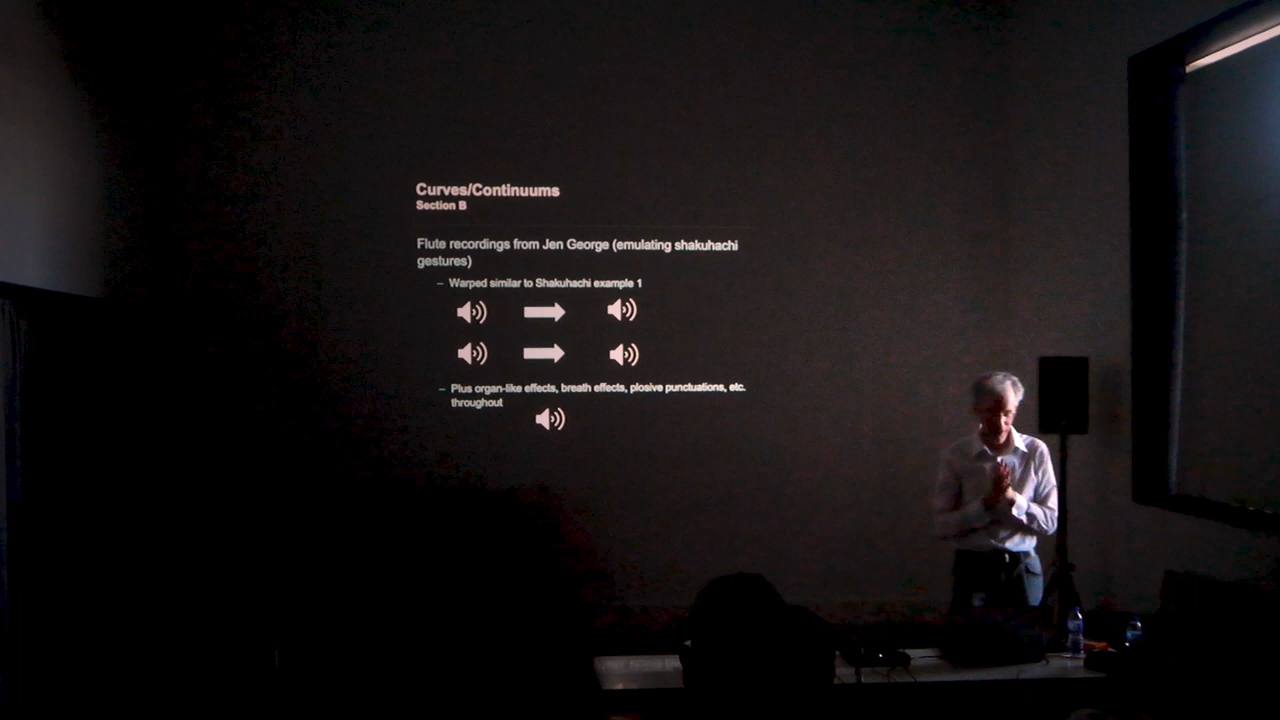 Curves/Continuums
Section B
Flute recordings from Jen George (emulating shakuhachi
gestures)
– Warped similar to Shakuhachi example 1
– Plus organ-like effects, breath effects, plosive punctuations, etc.
throughout